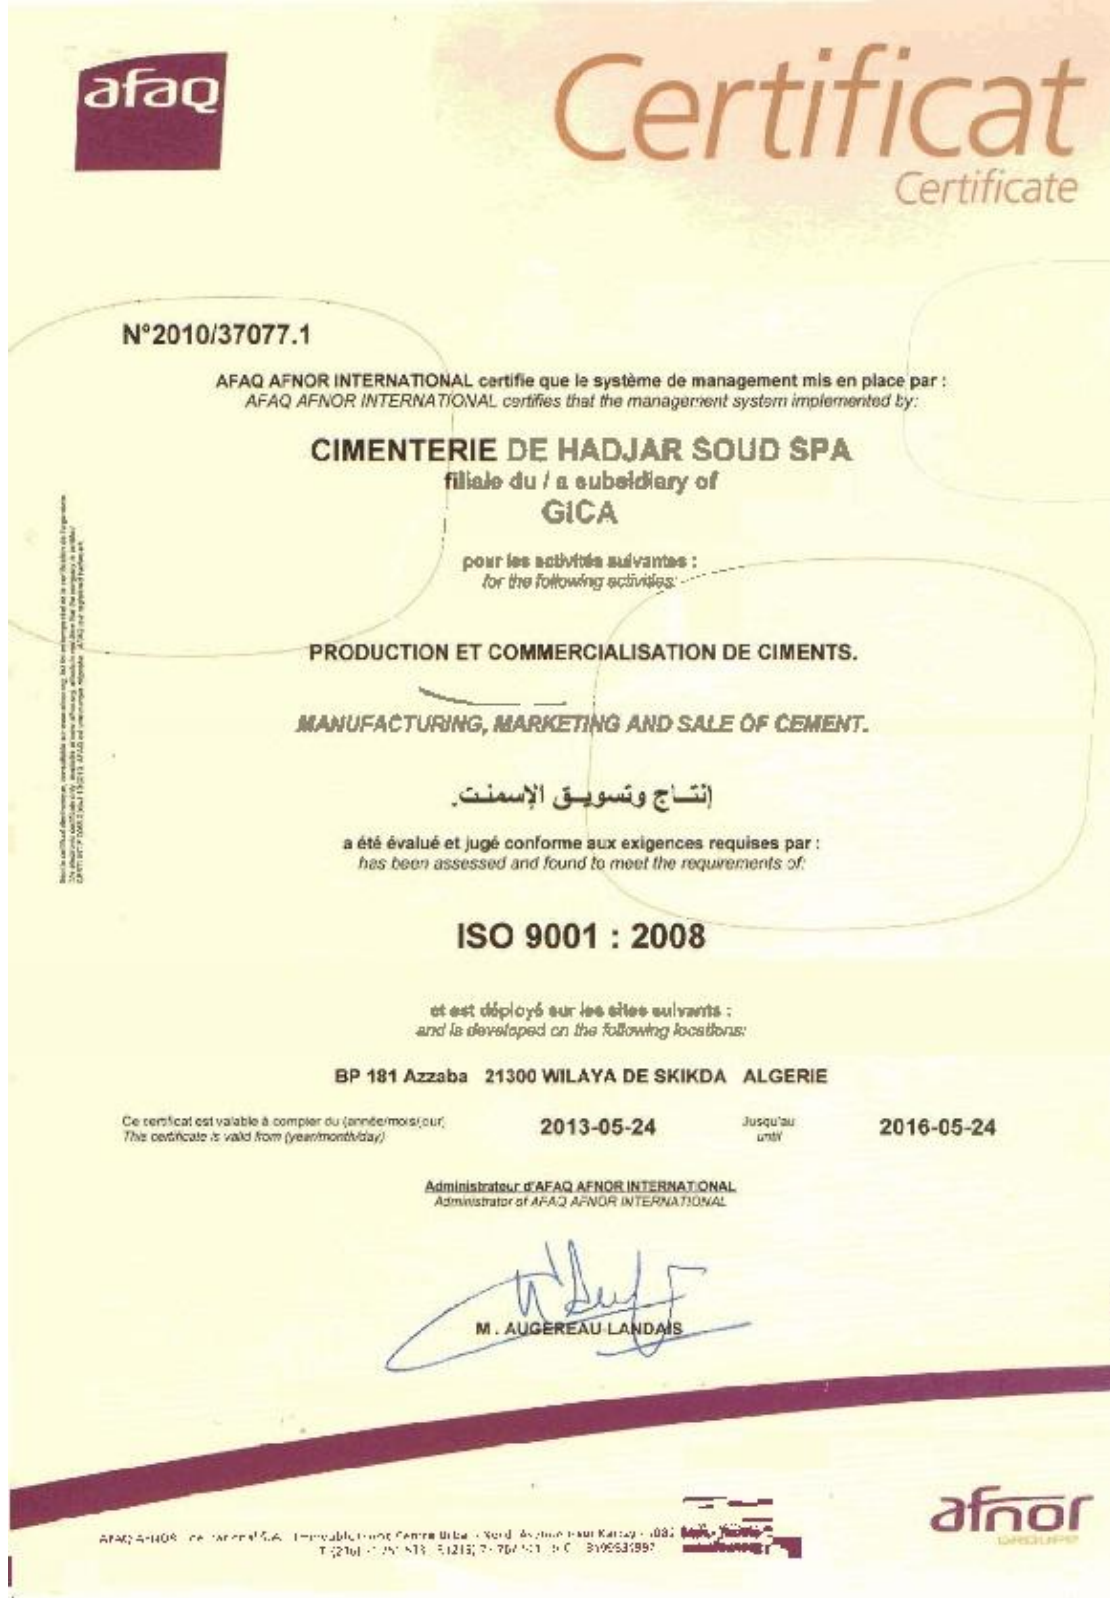 afaq
Certificat
Certificate
N°2010/37077.1
AFAQ AFNOR INTERNATIONAL certifie que le système de management mis en place par :
AFAQ AFNOR INTERNATIONAL certifies that the management system implemented by:
CIMENTERIE DE HADJAR SOUD SPA
filiale du / a subsidiary of
GICA
pour les activités suivantes :
for the following activities:
PRODUCTION ET COMMERCIALISATION DE CIMENTS.
MANUFACTURING, MARKETING AND SALE OF CEMENT.
إنتــاج وتسويــق الإسمنت.
a été évalué et jugé conforme aux exigences requises par :
has been assessed and found to meet the requirements of:
ISO 9001 : 2008
et est déployé sur les sites suivants :
and is developed on the following locations:
BP 181 Azzaba 21300 WILAYA DE SKIKDA ALGERIE
Ce certificat est valable à compter du (année/mois/jour)
This certificate is valid from (year/month/day)
2013-05-24
Jusqu'au
until
2016-05-24
Administrateur d'AFAQ AFNOR INTERNATIONAL
Administrator of AFAQ AFNOR INTERNATIONAL
M. AUGEREAU LANDAIS
afnor
GROUPE